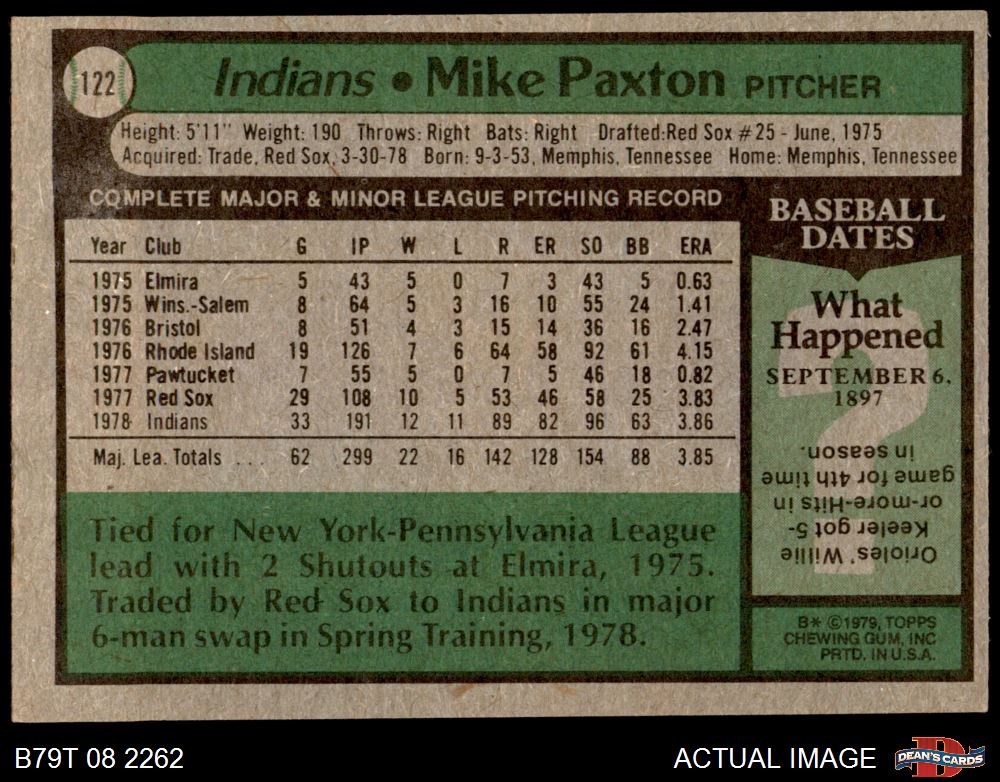 122
Indians • Mike Paxton PITCHER
Height: 5'11" Weight: 190 Throws: Right Bats: Right Drafted:Red Sox #25 - June, 1975
Acquired: Trade, Red Sox, 3-30-78 Born: 9-3-53, Memphis, Tennessee Home: Memphis, Tennessee
COMPLETE MAJOR & MINOR LEAGUE PITCHING RECORD
Year Club G IP W L R ER SO BB ERA
1975 Elmira 5 43 5 0 7 3 43 5 0.63
1975 Wins.-Salem 8 64 5 3 16 10 55 24 1.41
1976 Bristol 8 51 4 3 15 14 36 16 2.47
1976 Rhode Island 19 126 7 6 64 58 92 61 4.15
1977 Pawtucket 7 55 5 0 7 5 46 18 0.82
1977 Red Sox 29 108 10 5 53 46 58 25 3.83
1978 Indians 33 191 12 11 89 82 96 63 3.86
Maj. Lea. Totals ... 62 299 22 16 142 128 154 88 3.85
Tied for New York-Pennsylvania League
lead with 2 Shutouts at Elmira, 1975.
Traded by Red Sox to Indians in major
6-man swap in Spring Training, 1978.
BASEBALL
DATES
What
Happened
SEPTEMBER 6,
1897
?
Orioles' Willie
Keeler got 5-
or-more-Hits in
game for 4th time
in season.
B* ©1979, TOPPS
CHEWING GUM, INC
PRTD. IN U.S.A.
B79T 08 2262
ACTUAL IMAGE
D
DEAN'S CARDS